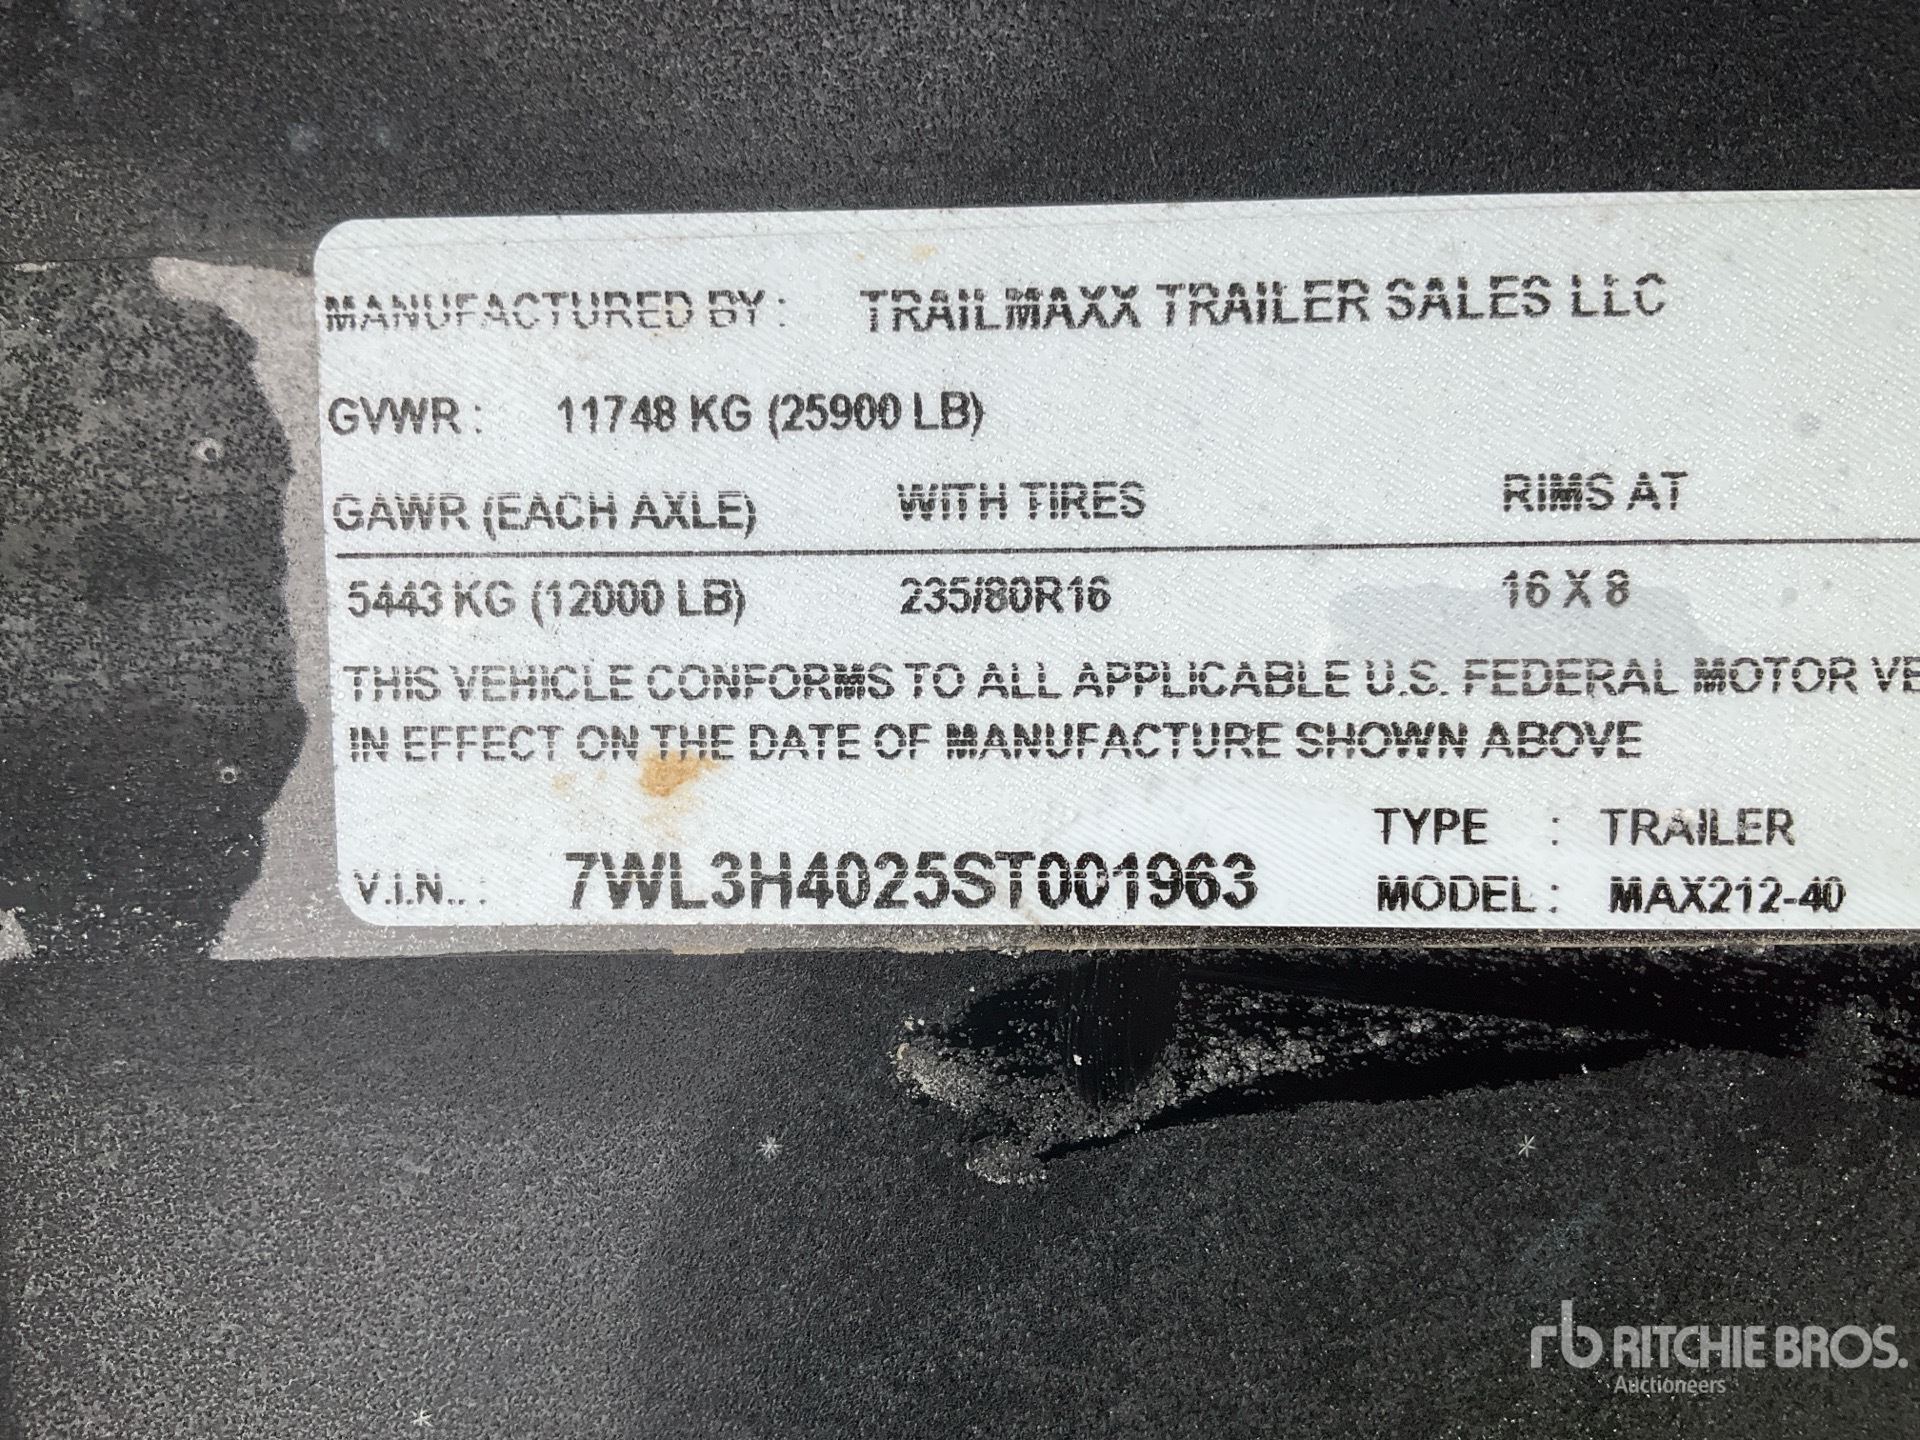 MANUFACTURED BY: TRAILMAXX TRAILER SALES LLC
GVWR: 11748 KG (25900 LB)
GAWR (EACH AXLE) WITH TIRES RIMS AT
5443 KG (12000 LB) 235/80R16 16 X 8
THIS VEHICLE CONFORMS TO ALL APPLICABLE U.S. FEDERAL MOTOR VE
IN EFFECT ON THE DATE OF MANUFACTURE SHOWN ABOVE
TYPE : TRAILER
V.I.N..: 7WL3H4025ST001963 MODEL: MAX212-40
rb RITCHIE BROS.
Auctioneers